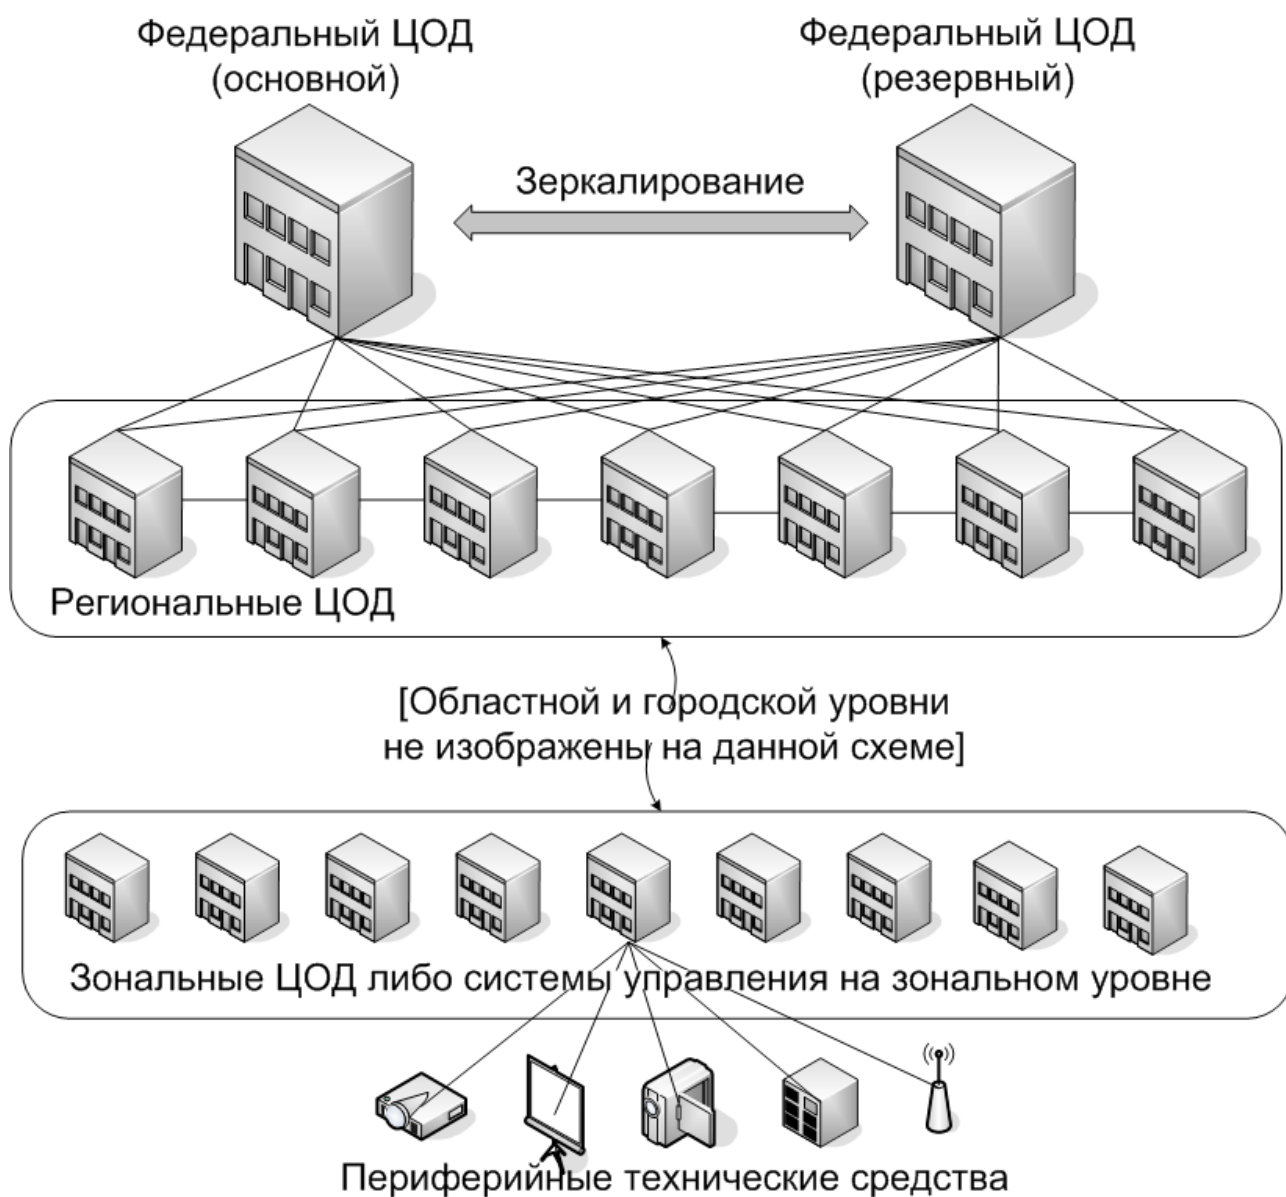 Федеральный ЦОД
(основной)
Федеральный ЦОД
(резервный)
Зеркалирование
Региональные ЦОД
[Областной и городской уровни
не изображены на данной схеме]
Зональные ЦОД либо системы управления на зональном уровне
Периферийные технические средства